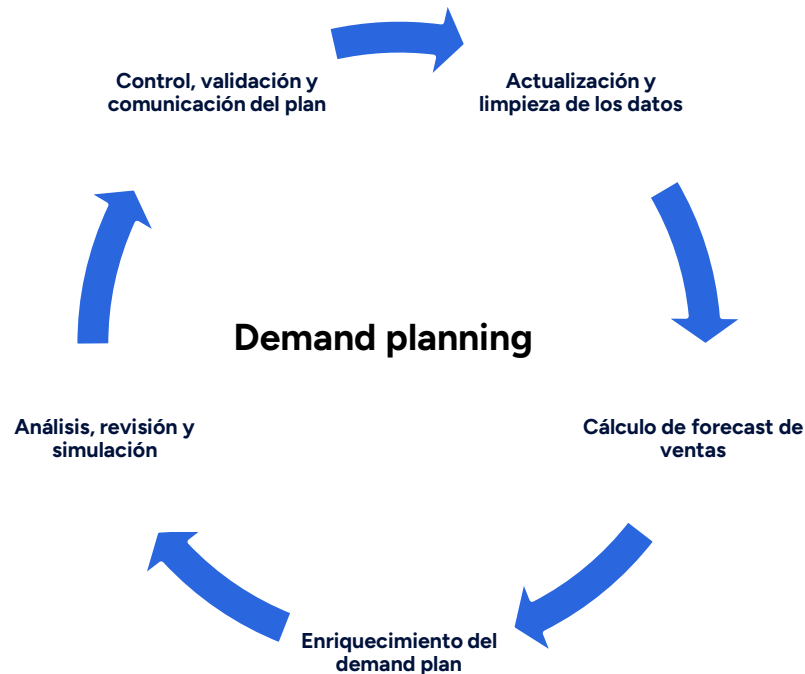 Control, validación y
comunicación del plan
Actualización y
limpieza de los datos
Demand planning
Análisis, revisión y
simulación
Cálculo de forecast de
ventas
Enriquecimiento del
demand plan